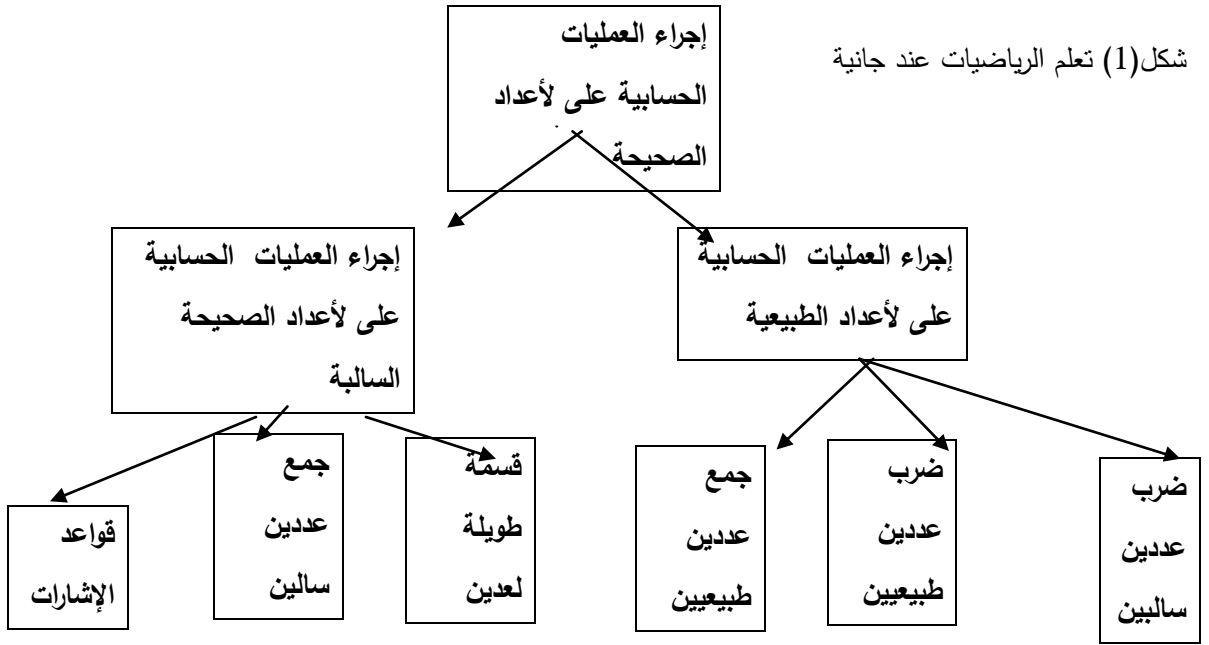 شكل(1) تعلم الرياضيات عند جانية
إجراء العمليات
الحسابية على لأعداد
الصحيحة
إجراء العمليات الحسابية
على لأعداد الطبيعية
إجراء العمليات الحسابية
على لأعداد الصحيحة
السالبة
ضرب
عددين
سالبين
ضرب
عددين
طبيعيين
جمع
عددين
طبيعيين
قسمة
طويلة
لعدين
جمع
عددين
سالين
قواعد
الإشارات